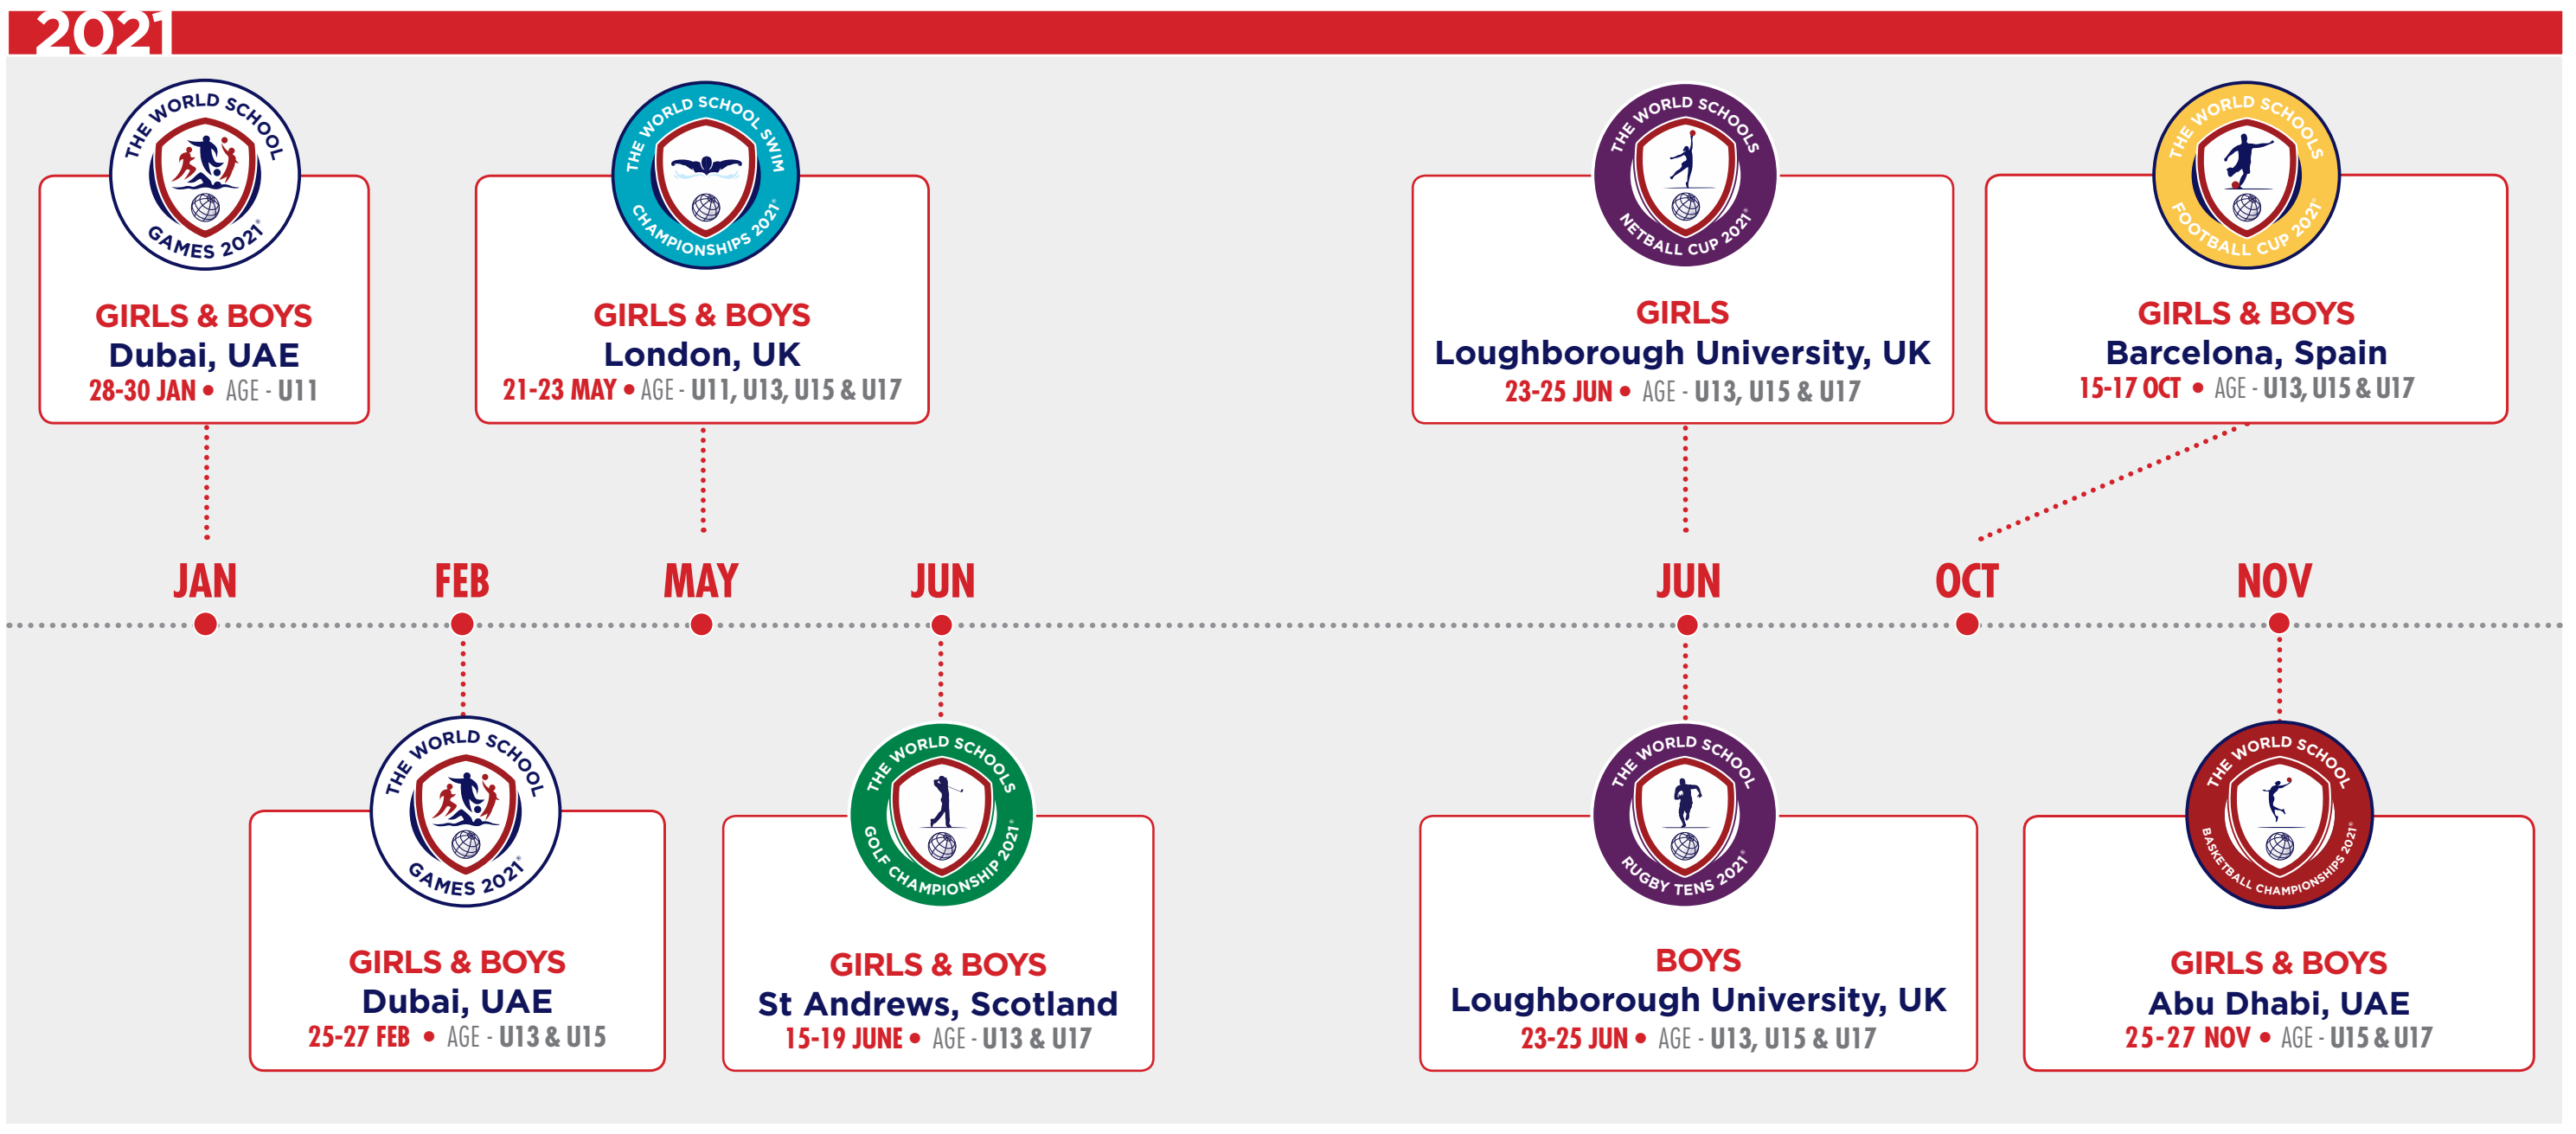 2021
THE WORLD SCHOOL
GAMES 2021®
GIRLS & BOYS
Dubai, UAE
28-30 JAN • AGE - U11
THE WORLD SCHOOL SWIM
CHAMPIONSHIPS 2021®
GIRLS & BOYS
London, UK
21-23 MAY • AGE - U11, U13, U15 & U17
THE WORLD SCHOOLS
NETBALL CUP 2021®
GIRLS
Loughborough University, UK
23-25 JUN • AGE - U13, U15 & U17
THE WORLD SCHOOLS
FOOTBALL CUP 2021®
GIRLS & BOYS
Barcelona, Spain
15-17 OCT • AGE - U13, U15 & U17
JAN
FEB
MAY
JUN
JUN
OCT
NOV
THE WORLD SCHOOL
GAMES 2021®
GIRLS & BOYS
Dubai, UAE
25-27 FEB • AGE - U13 & U15
THE WORLD SCHOOLS
GOLF CHAMPIONSHIP 2021®
GIRLS & BOYS
St Andrews, Scotland
15-19 JUNE • AGE - U13 & U17
THE WORLD SCHOOL
RUGBY TENS 2021®
BOYS
Loughborough University, UK
23-25 JUN • AGE - U13, U15 & U17
THE WORLD SCHOOL
BASKETBALL CHAMPIONSHIPS 2021®
GIRLS & BOYS
Abu Dhabi, UAE
25-27 NOV • AGE - U15 & U17